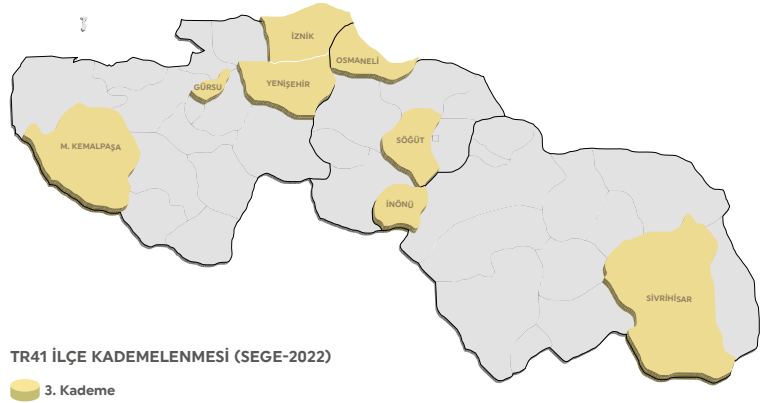 İZNİK
OSMANELİ
YENİŞEHİR
GÜRSU
M. KEMALPAŞA
SÖĞÜT
İNÖNÜ
SİVRİHİSAR
TR41 İLÇE KADEMELENMESİ (SEGE-2022)
3. Kademe